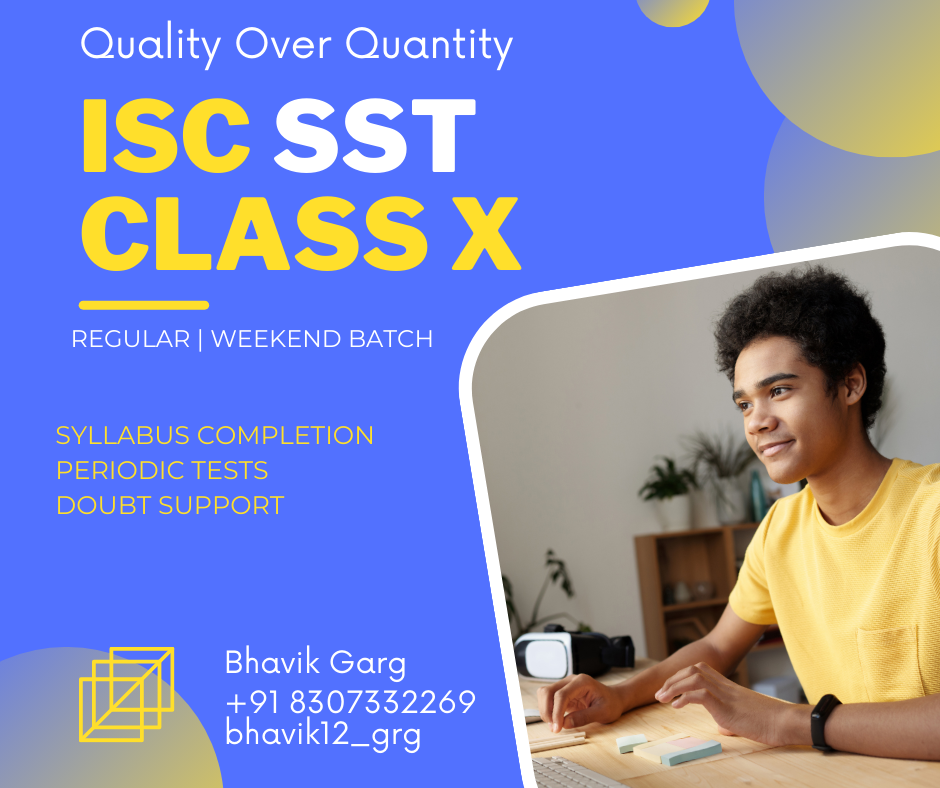 Quality Over Quantity
ISC SST
CLASS X
REGULAR | WEEKEND BATCH
SYLLABUS COMPLETION
PERIODIC TESTS
DOUBT SUPPORT
Bhavik Garg
+91 8307332269
bhavik12_grg